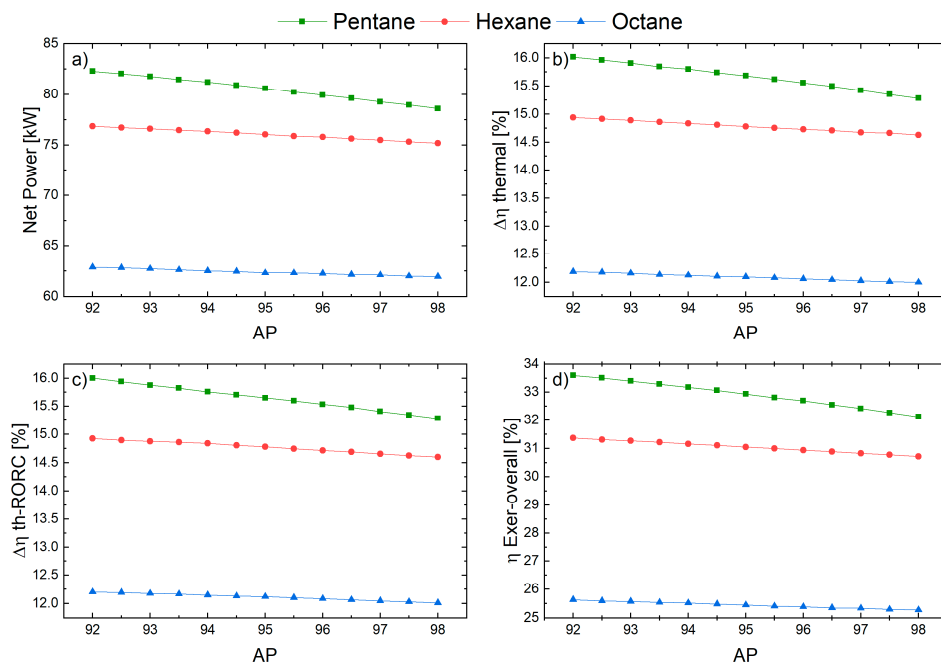 Pentane Hexane Octane
a)
85
80
75
70
65
60
Net Power [kW]
92 93 94 95 96 97 98
AP
b)
16.0
15.5
15.0
14.5
14.0
13.5
13.0
12.5
12.0
Δη thermal [%]
92 93 94 95 96 97 98
AP
c)
16.0
15.5
15.0
14.5
14.0
13.5
13.0
12.5
12.0
Δη th-RORC [%]
92 93 94 95 96 97 98
AP
d)
34
33
32
31
30
29
28
27
26
25
η Exer-overall [%]
92 93 94 95 96 97 98
AP